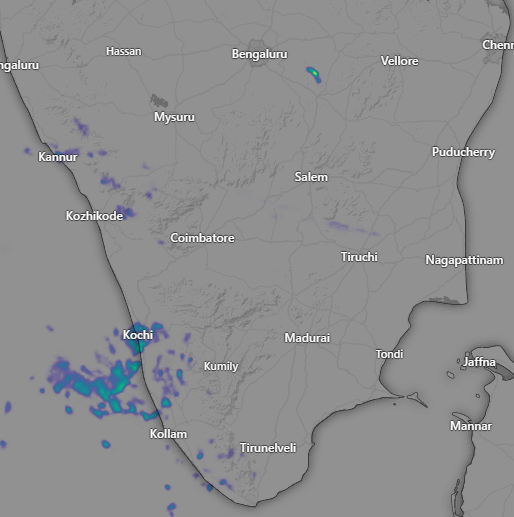 Hassan
Bengaluru
Chenn
ngaluru
Vellore
Mysuru
Kannur
Puducherry
Salem
Kozhikode
Coimbatore
Tiruchi
Nagapattinam
Kochi
Madurai
Tondi
Kumily
Jaffna
Kollam
Mannar
Tirunelveli